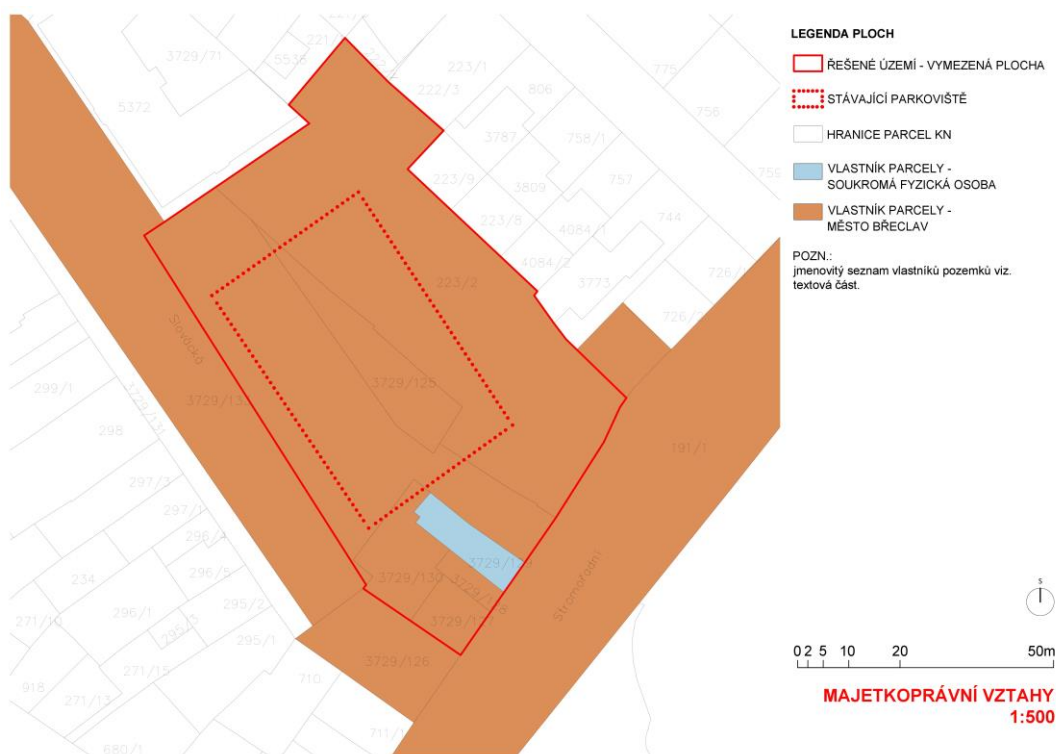 3729/71
5538
5372
222/3
223/1
806
3787
758/1
775
756
223/9
3809
757
223/8
4084/1
744
4084/2
3773
223/2
726/2
Slovácká
3729/125
299/1
3729/131
298
191/1
297/3
297/1
296/4
234
296/5
3729/130
296/1
295/2
295/3
295/1
271/10
271/15
3729/126
Stromořadní
918
271/13
710
680/1
LEGENDA PLOCH
ŘEŠENÉ ÚZEMÍ - VYMEZENÁ PLOCHA
STÁVAJÍCÍ PARKOVIŠTĚ
HRANICE PARCEL KN
VLASTNÍK PARCELY -
SOUKROMÁ FYZICKÁ OSOBA
VLASTNÍK PARCELY -
MĚSTO BŘECLAV
POZN.:
jmenovitý seznam vlastníků pozemků viz.
textová část.
S
0 2 5 10 20 50m
MAJETKOPRÁVNÍ VZTAHY
1:500